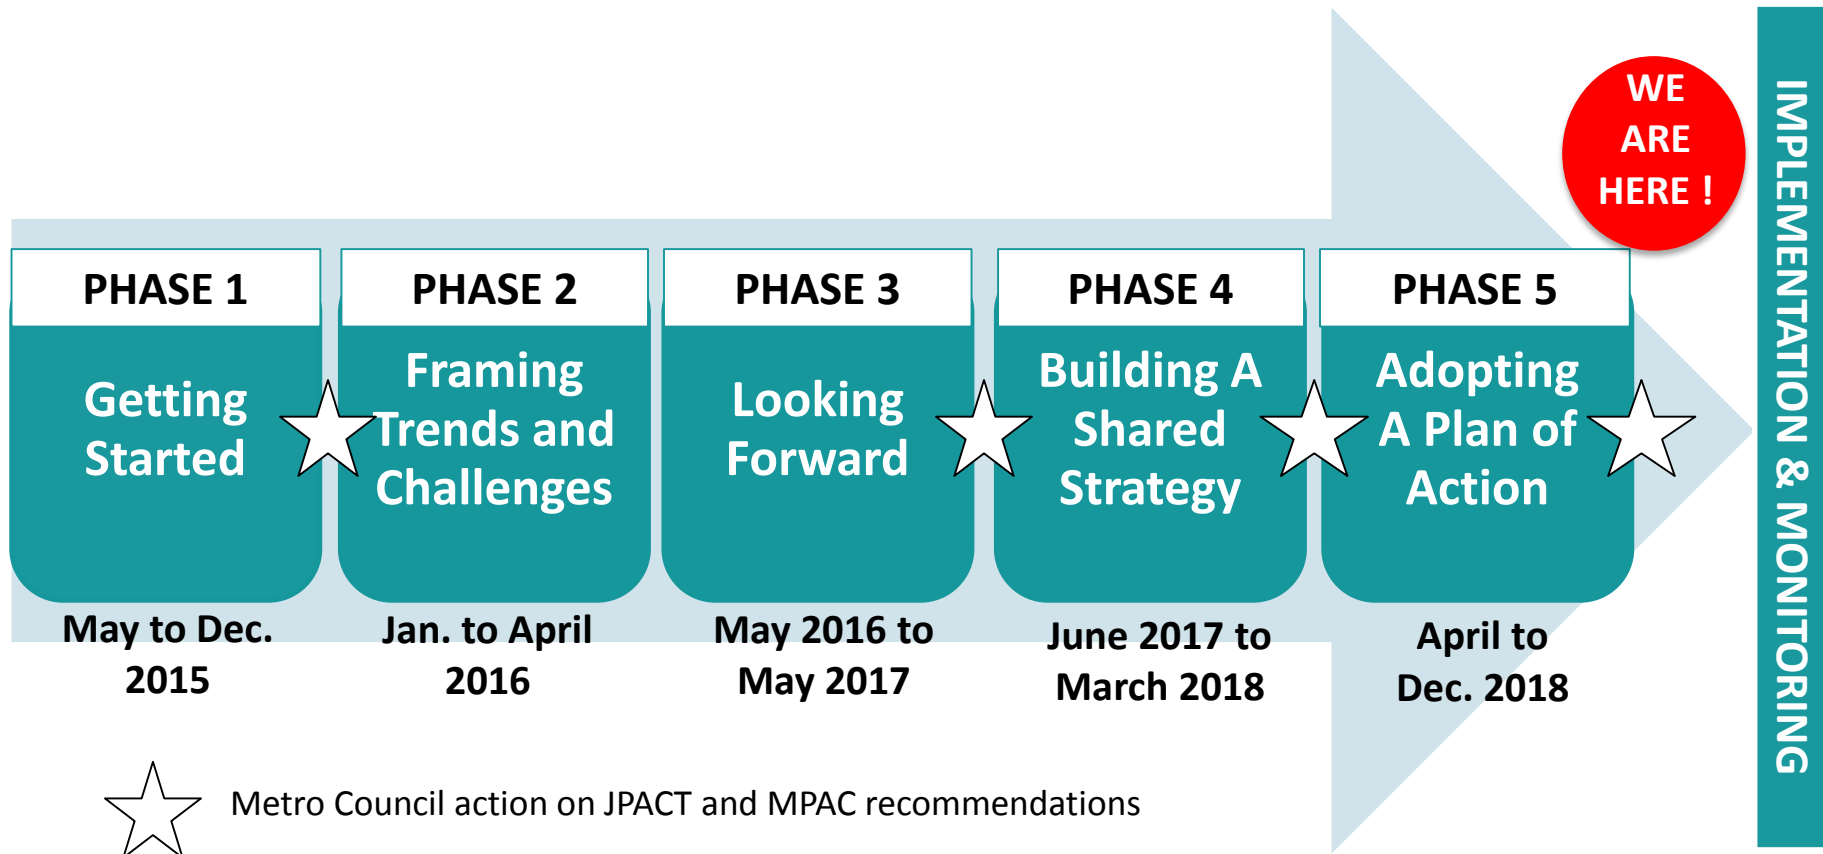 WE
ARE
HERE !
PHASE 1
Getting
Started
May to Dec.
2015
PHASE 2
Framing
Trends and
Challenges
Jan. to April
2016
PHASE 3
Looking
Forward
May 2016 to
May 2017
PHASE 4
Building A
Shared
Strategy
June 2017 to
March 2018
PHASE 5
Adopting
A Plan of
Action
April to
Dec. 2018
IMPLEMENTATION & MONITORING
Metro Council action on JPACT and MPAC recommendations